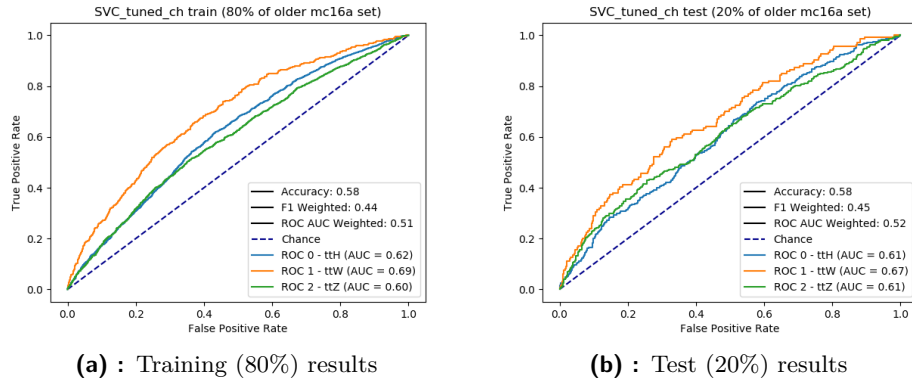 SVC_tuned_ch train (80% of older mc16a set)
True Positive Rate
1.0
0.8
0.6
0.4
0.2
0.0
Accuracy: 0.58
F1 Weighted: 0.44
ROC AUC Weighted: 0.51
Chance
ROC 0 - ttH (AUC = 0.62)
ROC 1 - ttW (AUC = 0.69)
ROC 2 - ttZ (AUC = 0.60)
0.0 0.2 0.4 0.6 0.8 1.0
False Positive Rate
(a) : Training (80%) results
SVC_tuned_ch test (20% of older mc16a set)
True Positive Rate
1.0
0.8
0.6
0.4
0.2
0.0
Accuracy: 0.58
F1 Weighted: 0.45
ROC AUC Weighted: 0.52
Chance
ROC 0 - ttH (AUC = 0.61)
ROC 1 - ttW (AUC = 0.67)
ROC 2 - ttZ (AUC = 0.61)
0.0 0.2 0.4 0.6 0.8 1.0
False Positive Rate
(b) : Test (20%) results